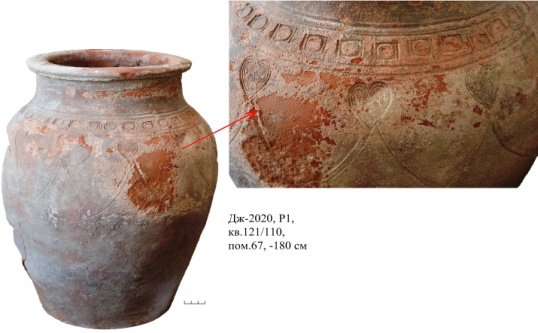 Дж-2020, Р1,
кв.121/110,
пом.67, -180 см